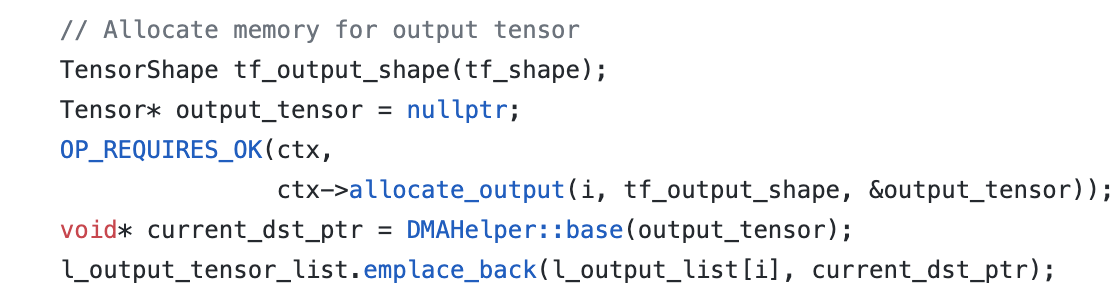 // Allocate memory for output tensor
TensorShape tf_output_shape(tf_shape);
Tensor* output_tensor = nullptr;
OP_REQUIRES_OK(ctx,
ctx->allocate_output(i, tf_output_shape, &output_tensor));
void* current_dst_ptr = DMAHelper::base(output_tensor);
l_output_tensor_list.emplace_back(l_output_list[i], current_dst_ptr);